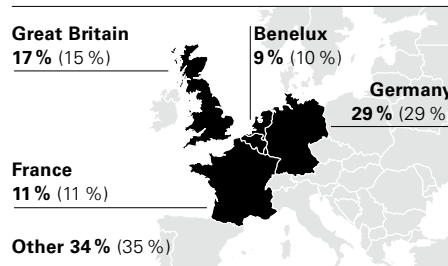 Great Britain
17 % (15 %)
Benelux
9 % (10 %)
Germany
29 % (29 %
France
11 % (11 %)
Other 34 % (35 %)